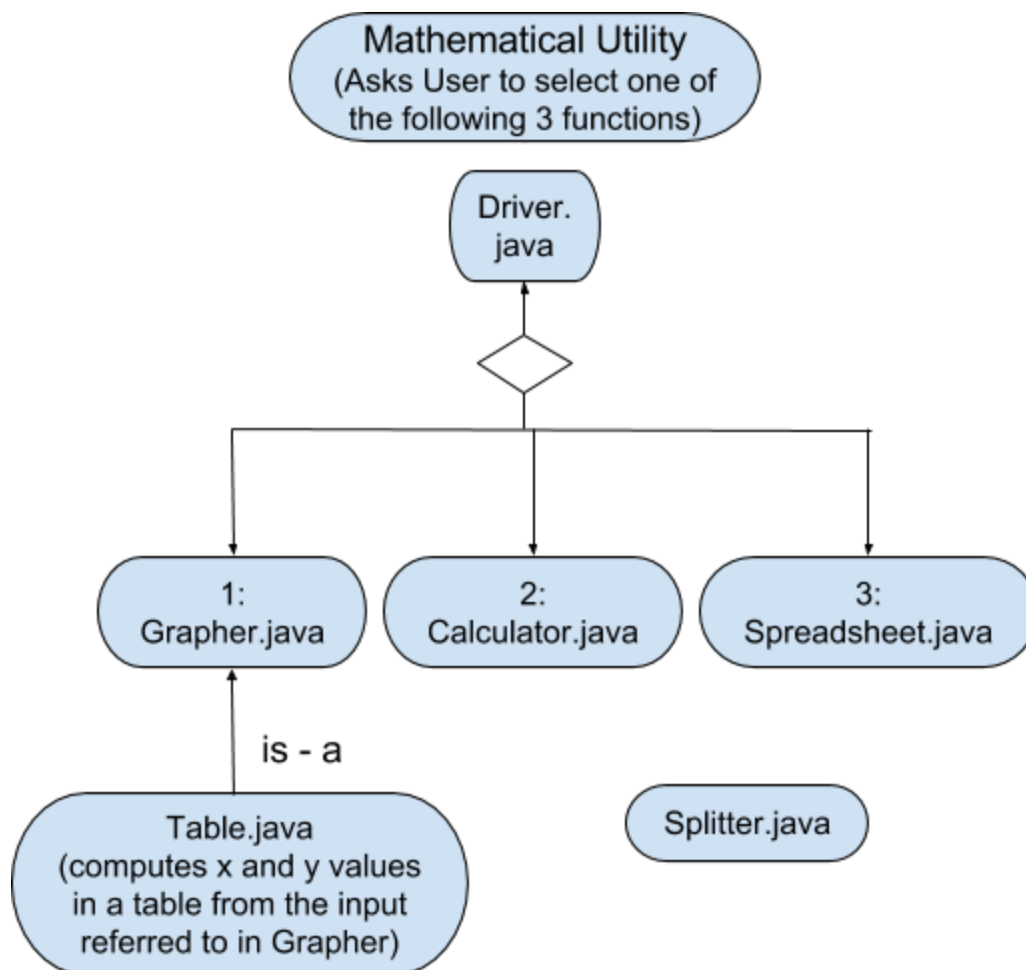 Mathematical Utility
(Asks User to select one of
the following 3 functions)
Driver.
java
1:
Grapher.java
2:
Calculator.java
3:
Spreadsheet.java
is - a
Table.java
(computes x and y values
in a table from the input
referred to in Grapher)
Splitter.java